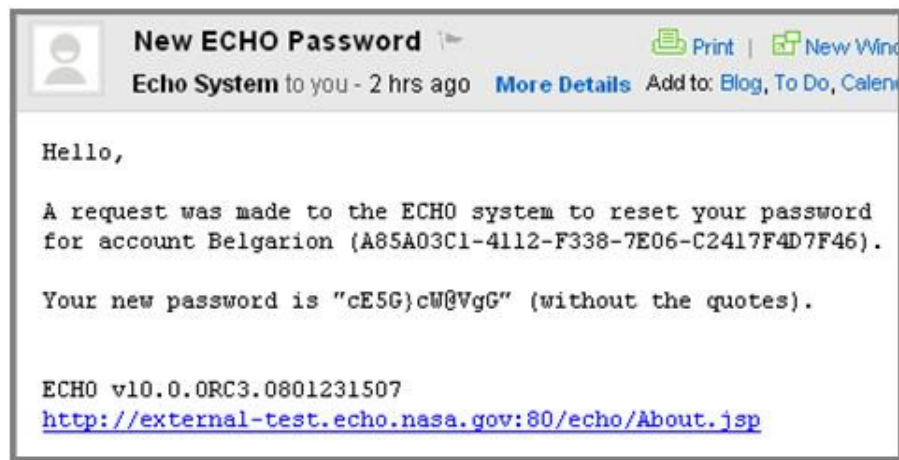 New ECHO Password
Print | New Wind
Echo System to you - 2 hrs ago More Details Add to: Blog, To Do, Calen
Hello,
A request was made to the ECHO system to reset your password
for account Belgarion (A85A03C1-4112-F338-7E06-C2417F4D7F46).
Your new password is "cE5G}cW@VgG" (without the quotes).
ECHO v10.0.0RC3.0801231507
http://external-test.echo.nasa.gov:80/echo/About.jsp